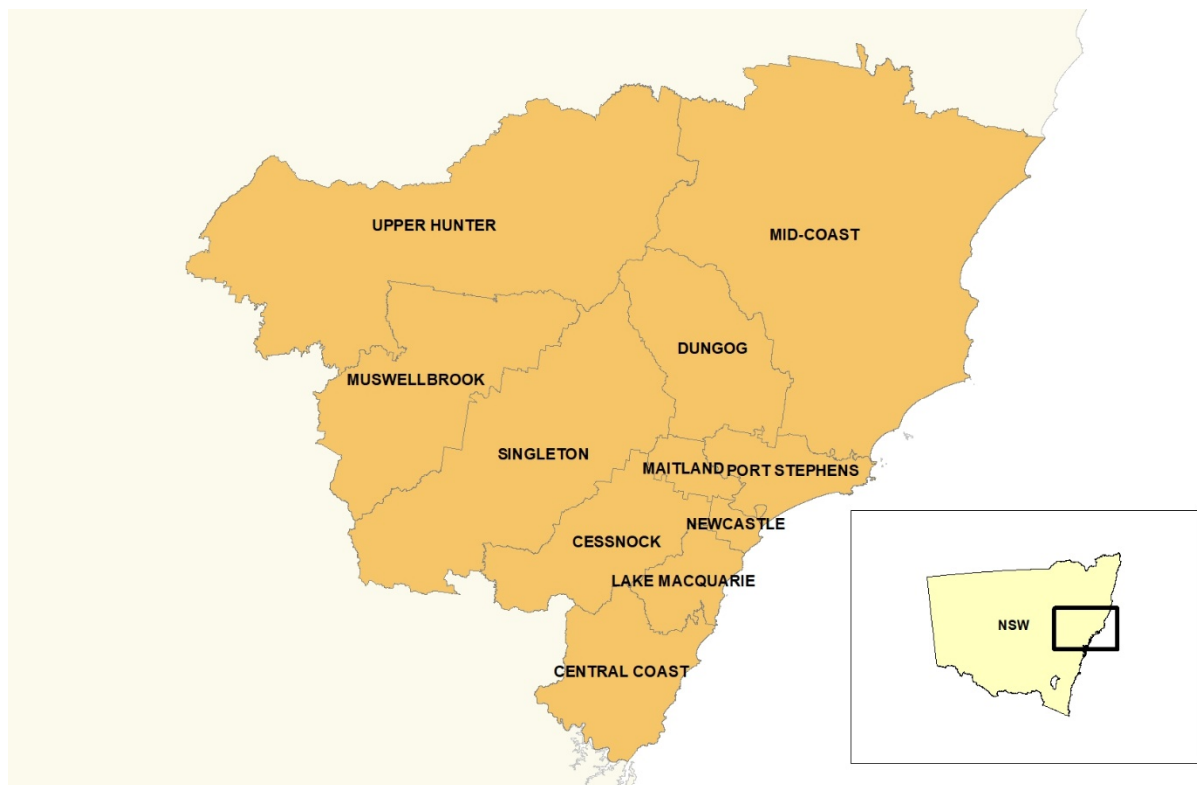 UPPER HUNTER
MID-COAST
DUNGOG
MUSWELLBROOK
SINGLETON
MAITLAND
PORT STEPHENS
NEWCASTLE
CESSNOCK
LAKE MACQUARIE
NSW
CENTRAL COAST